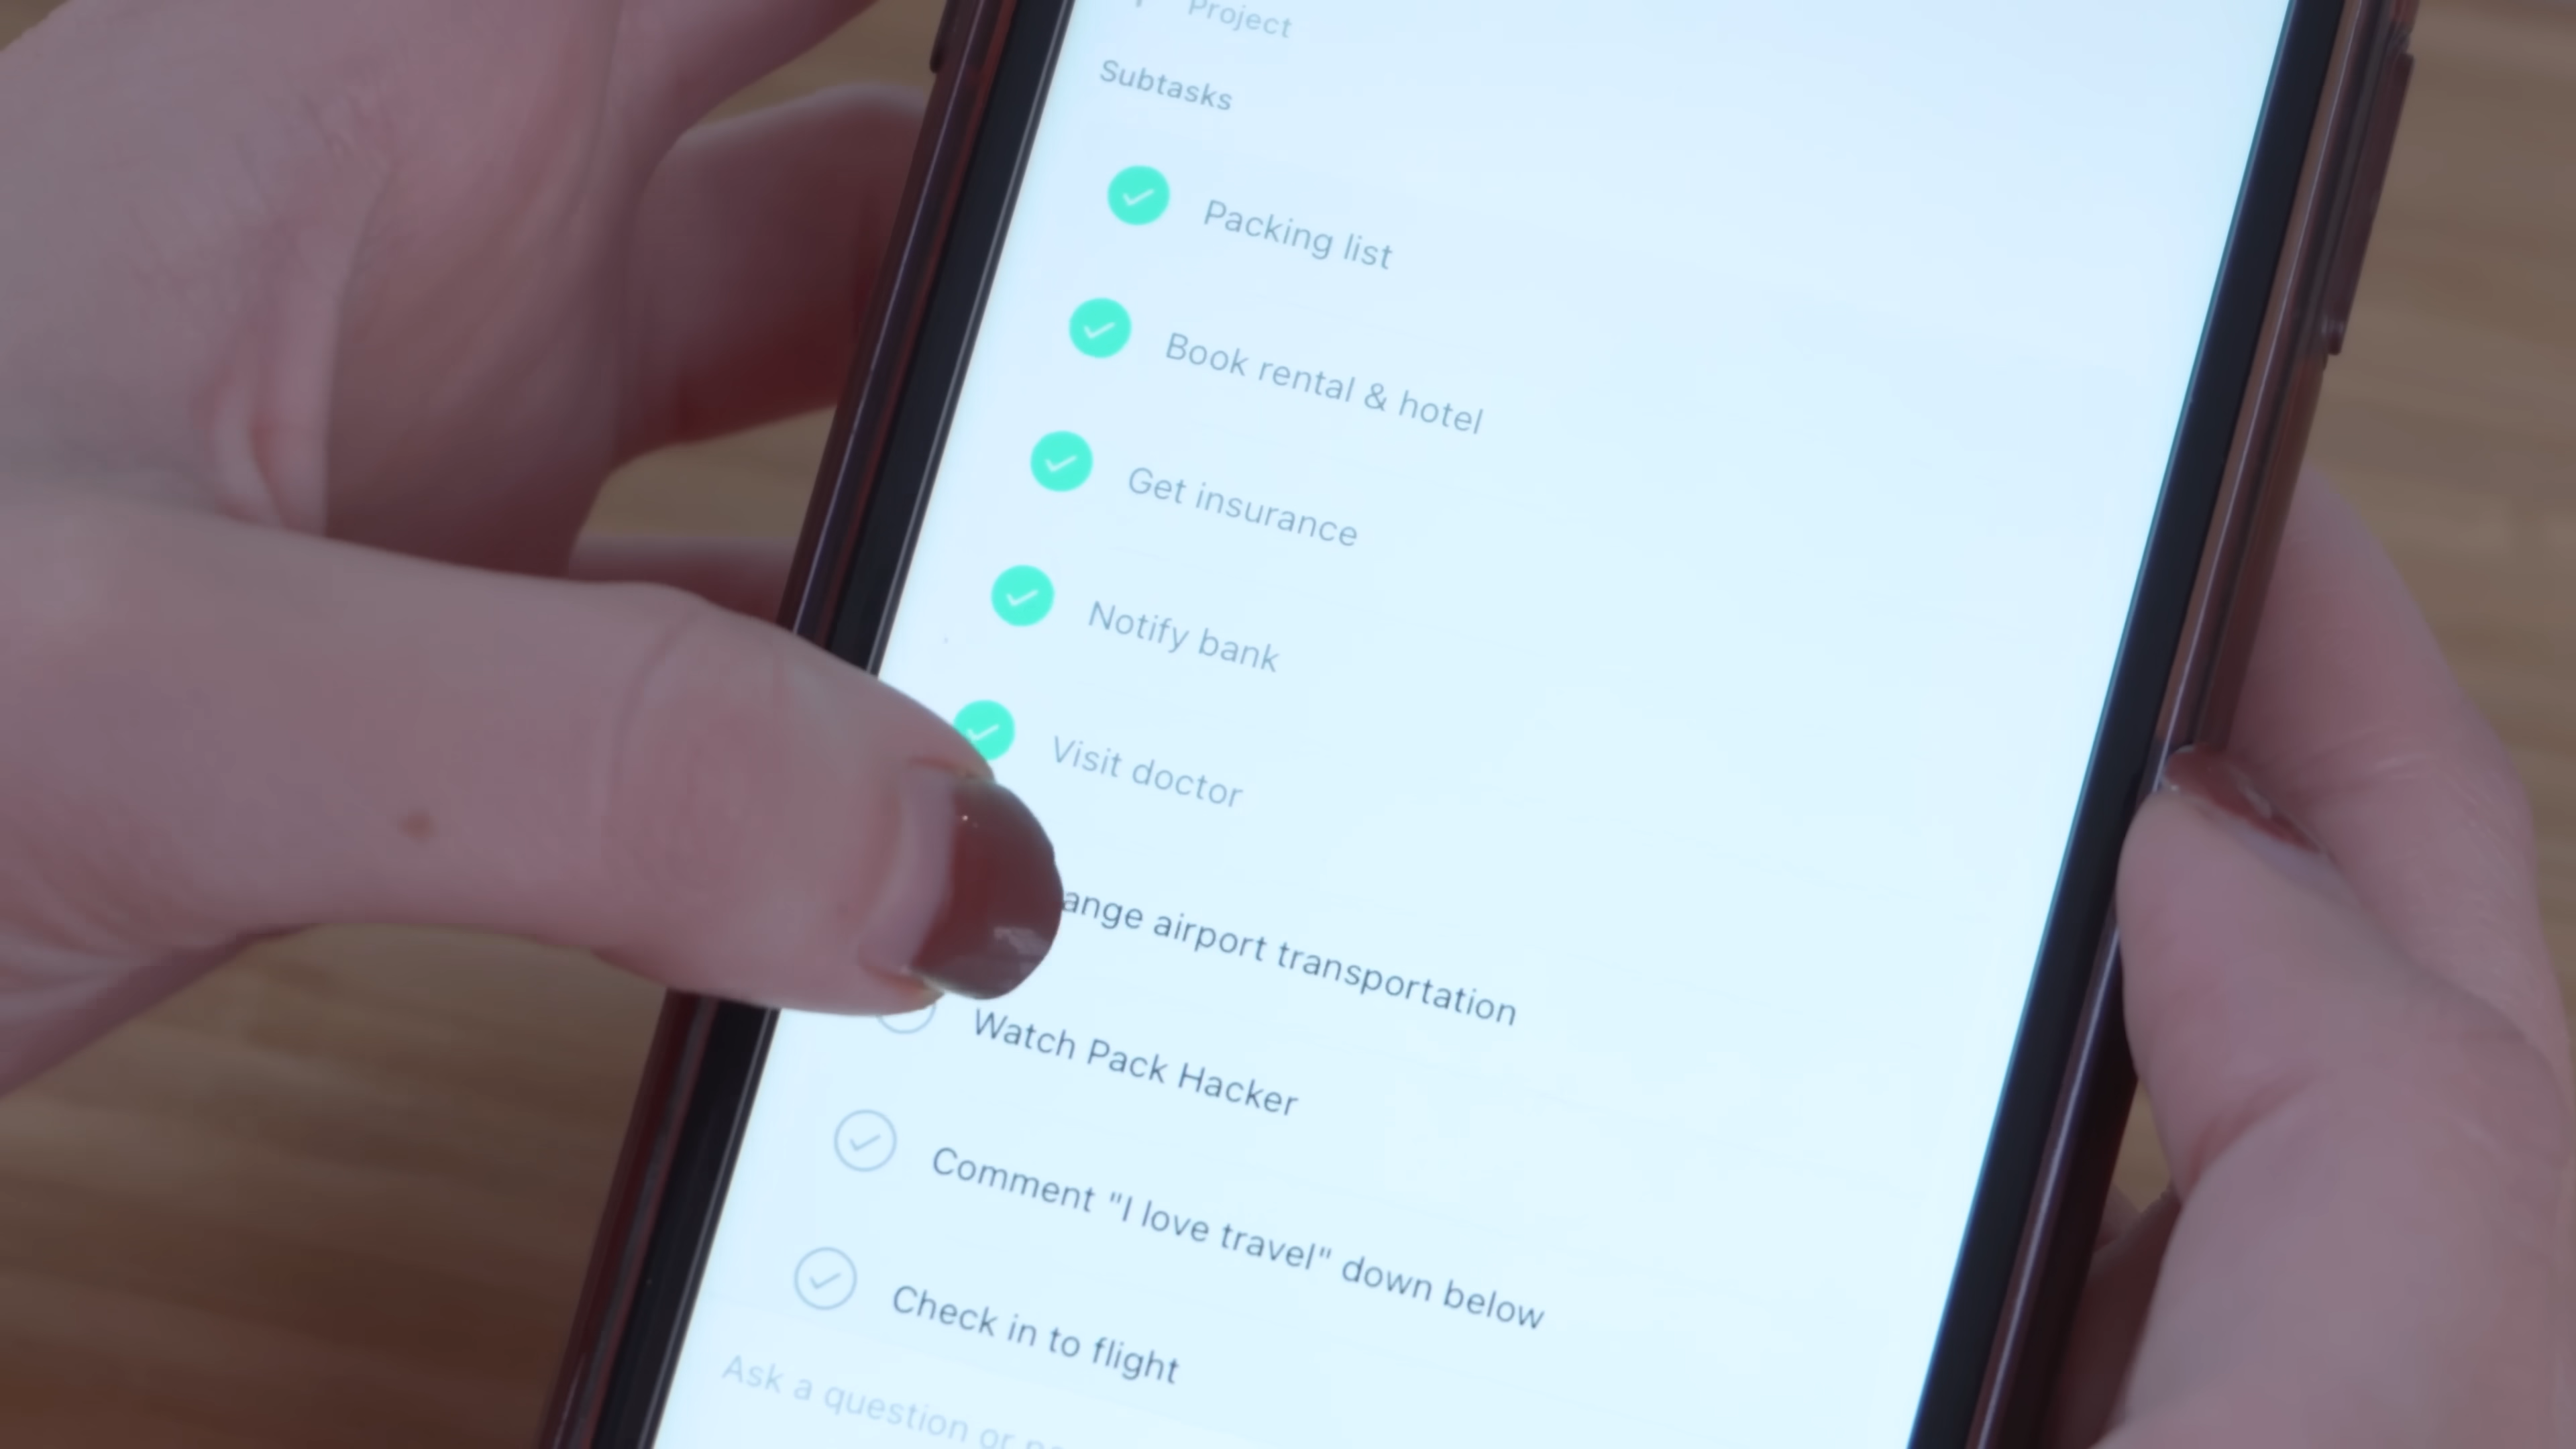 Project
Subtasks
Packing list
Book rental & hotel
Get insurance
Notify bank
Visit doctor
airport transportation
Watch Pack Hacker
Comment "I love travel" down below
Check in to flight
Ask a question or